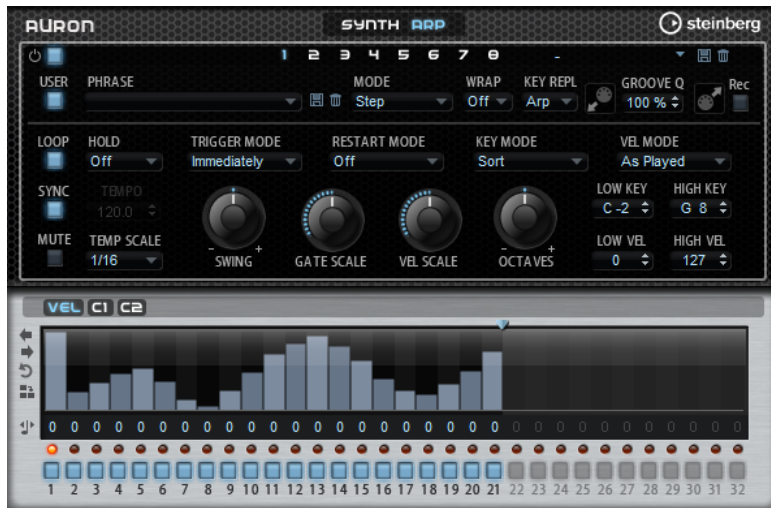 AURON SYNTH ARP steinberg
1 2 3 4 5 6 7 8 -
USER PHRASE MODE WRAP KEY REPL GROOVE Q Rec
Step Off Arp 100 %
LOOP HOLD TRIGGER MODE RESTART MODE KEY MODE VEL MODE
Off Immediately Off Sort As Played
SYNC TEMPO LOW KEY HIGH KEY
120.0 C -2 G 8
MUTE TEMP SCALE LOW VEL HIGH VEL
1/16 - + SWING GATE SCALE VEL SCALE - + OCTAVES 0 127
VEL C1 C2
0 0 0 0 0 0 0 0 0 0 0 0 0 0 0 0 0 0 0 0 0 0 0 0 0 0 0 0 0 0 0 0
1 2 3 4 5 6 7 8 9 10 11 12 13 14 15 16 17 18 19 20 21 22 23 24 25 26 27 28 29 30 31 32